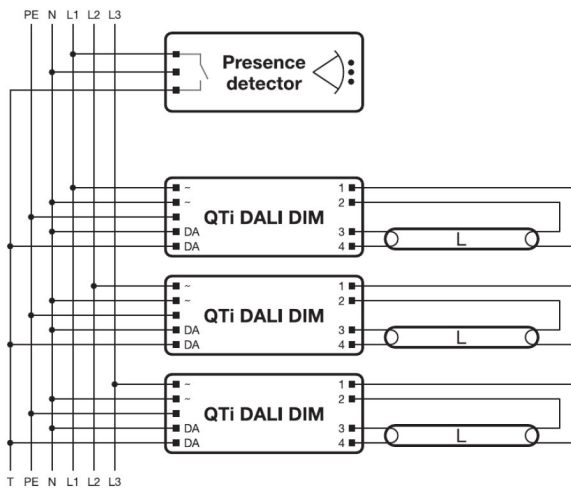 PE N L1 L2 L3
Presence
detector
~ 1
~ QTi DALI DIM 2
DA 3 L
DA 4
~ 1
~ QTi DALI DIM 2
DA 3 L
DA 4
~ 1
~ QTi DALI DIM 2
DA 3 L
DA 4
T PE N L1 L2 L3